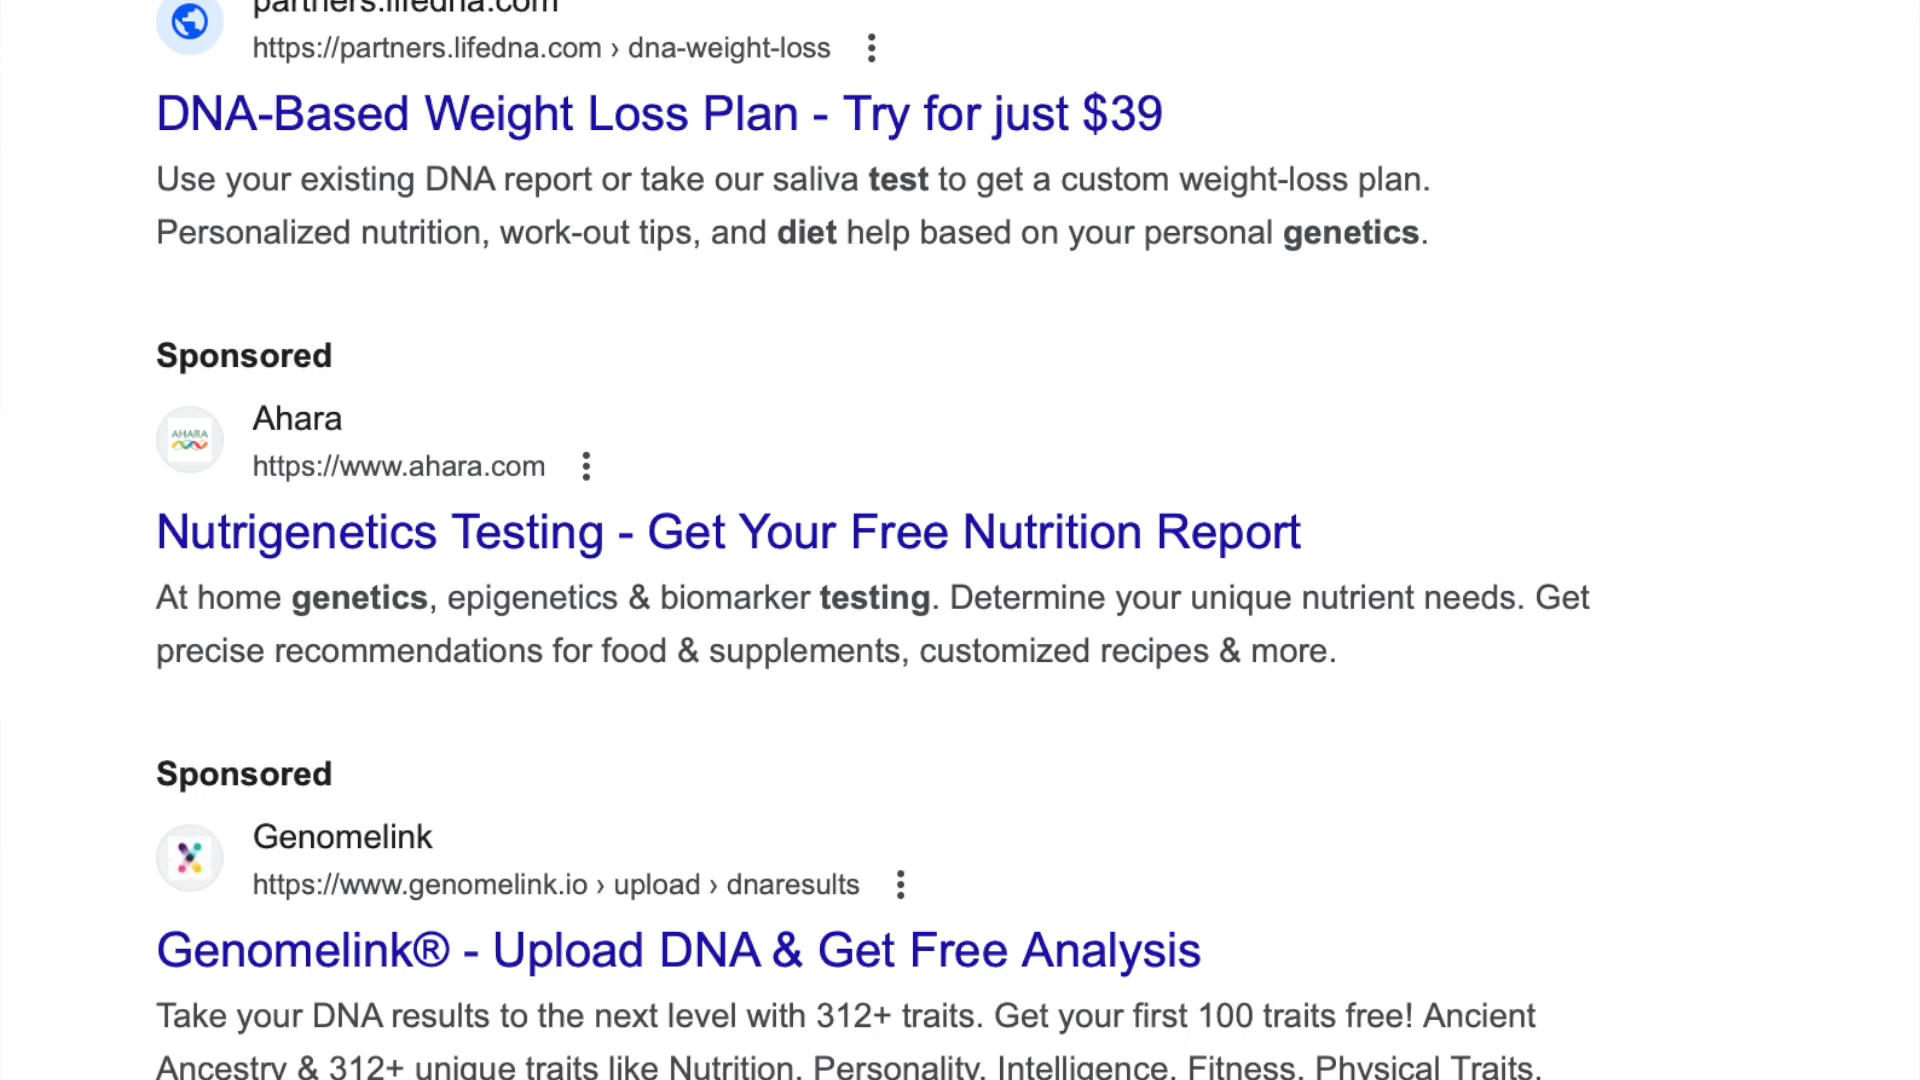 partners.lifedna.com
https://partners.lifedna.com › dna-weight-loss
DNA-Based Weight Loss Plan - Try for just $39
Use your existing DNA report or take our saliva test to get a custom weight-loss plan.
Personalized nutrition, work-out tips, and diet help based on your personal genetics.
Sponsored
AHARA
Ahara
https://www.ahara.com
Nutrigenetics Testing - Get Your Free Nutrition Report
At home genetics, epigenetics & biomarker testing. Determine your unique nutrient needs. Get
precise recommendations for food & supplements, customized recipes & more.
Sponsored
Genomelink
https://www.genomelink.io › upload › dnaresults
Genomelink® - Upload DNA & Get Free Analysis
Take your DNA results to the next level with 312+ traits. Get your first 100 traits free! Ancient
Ancestry & 312+ unique traits like Nutrition, Personality, Intelligence, Fitness, Physical Traits.